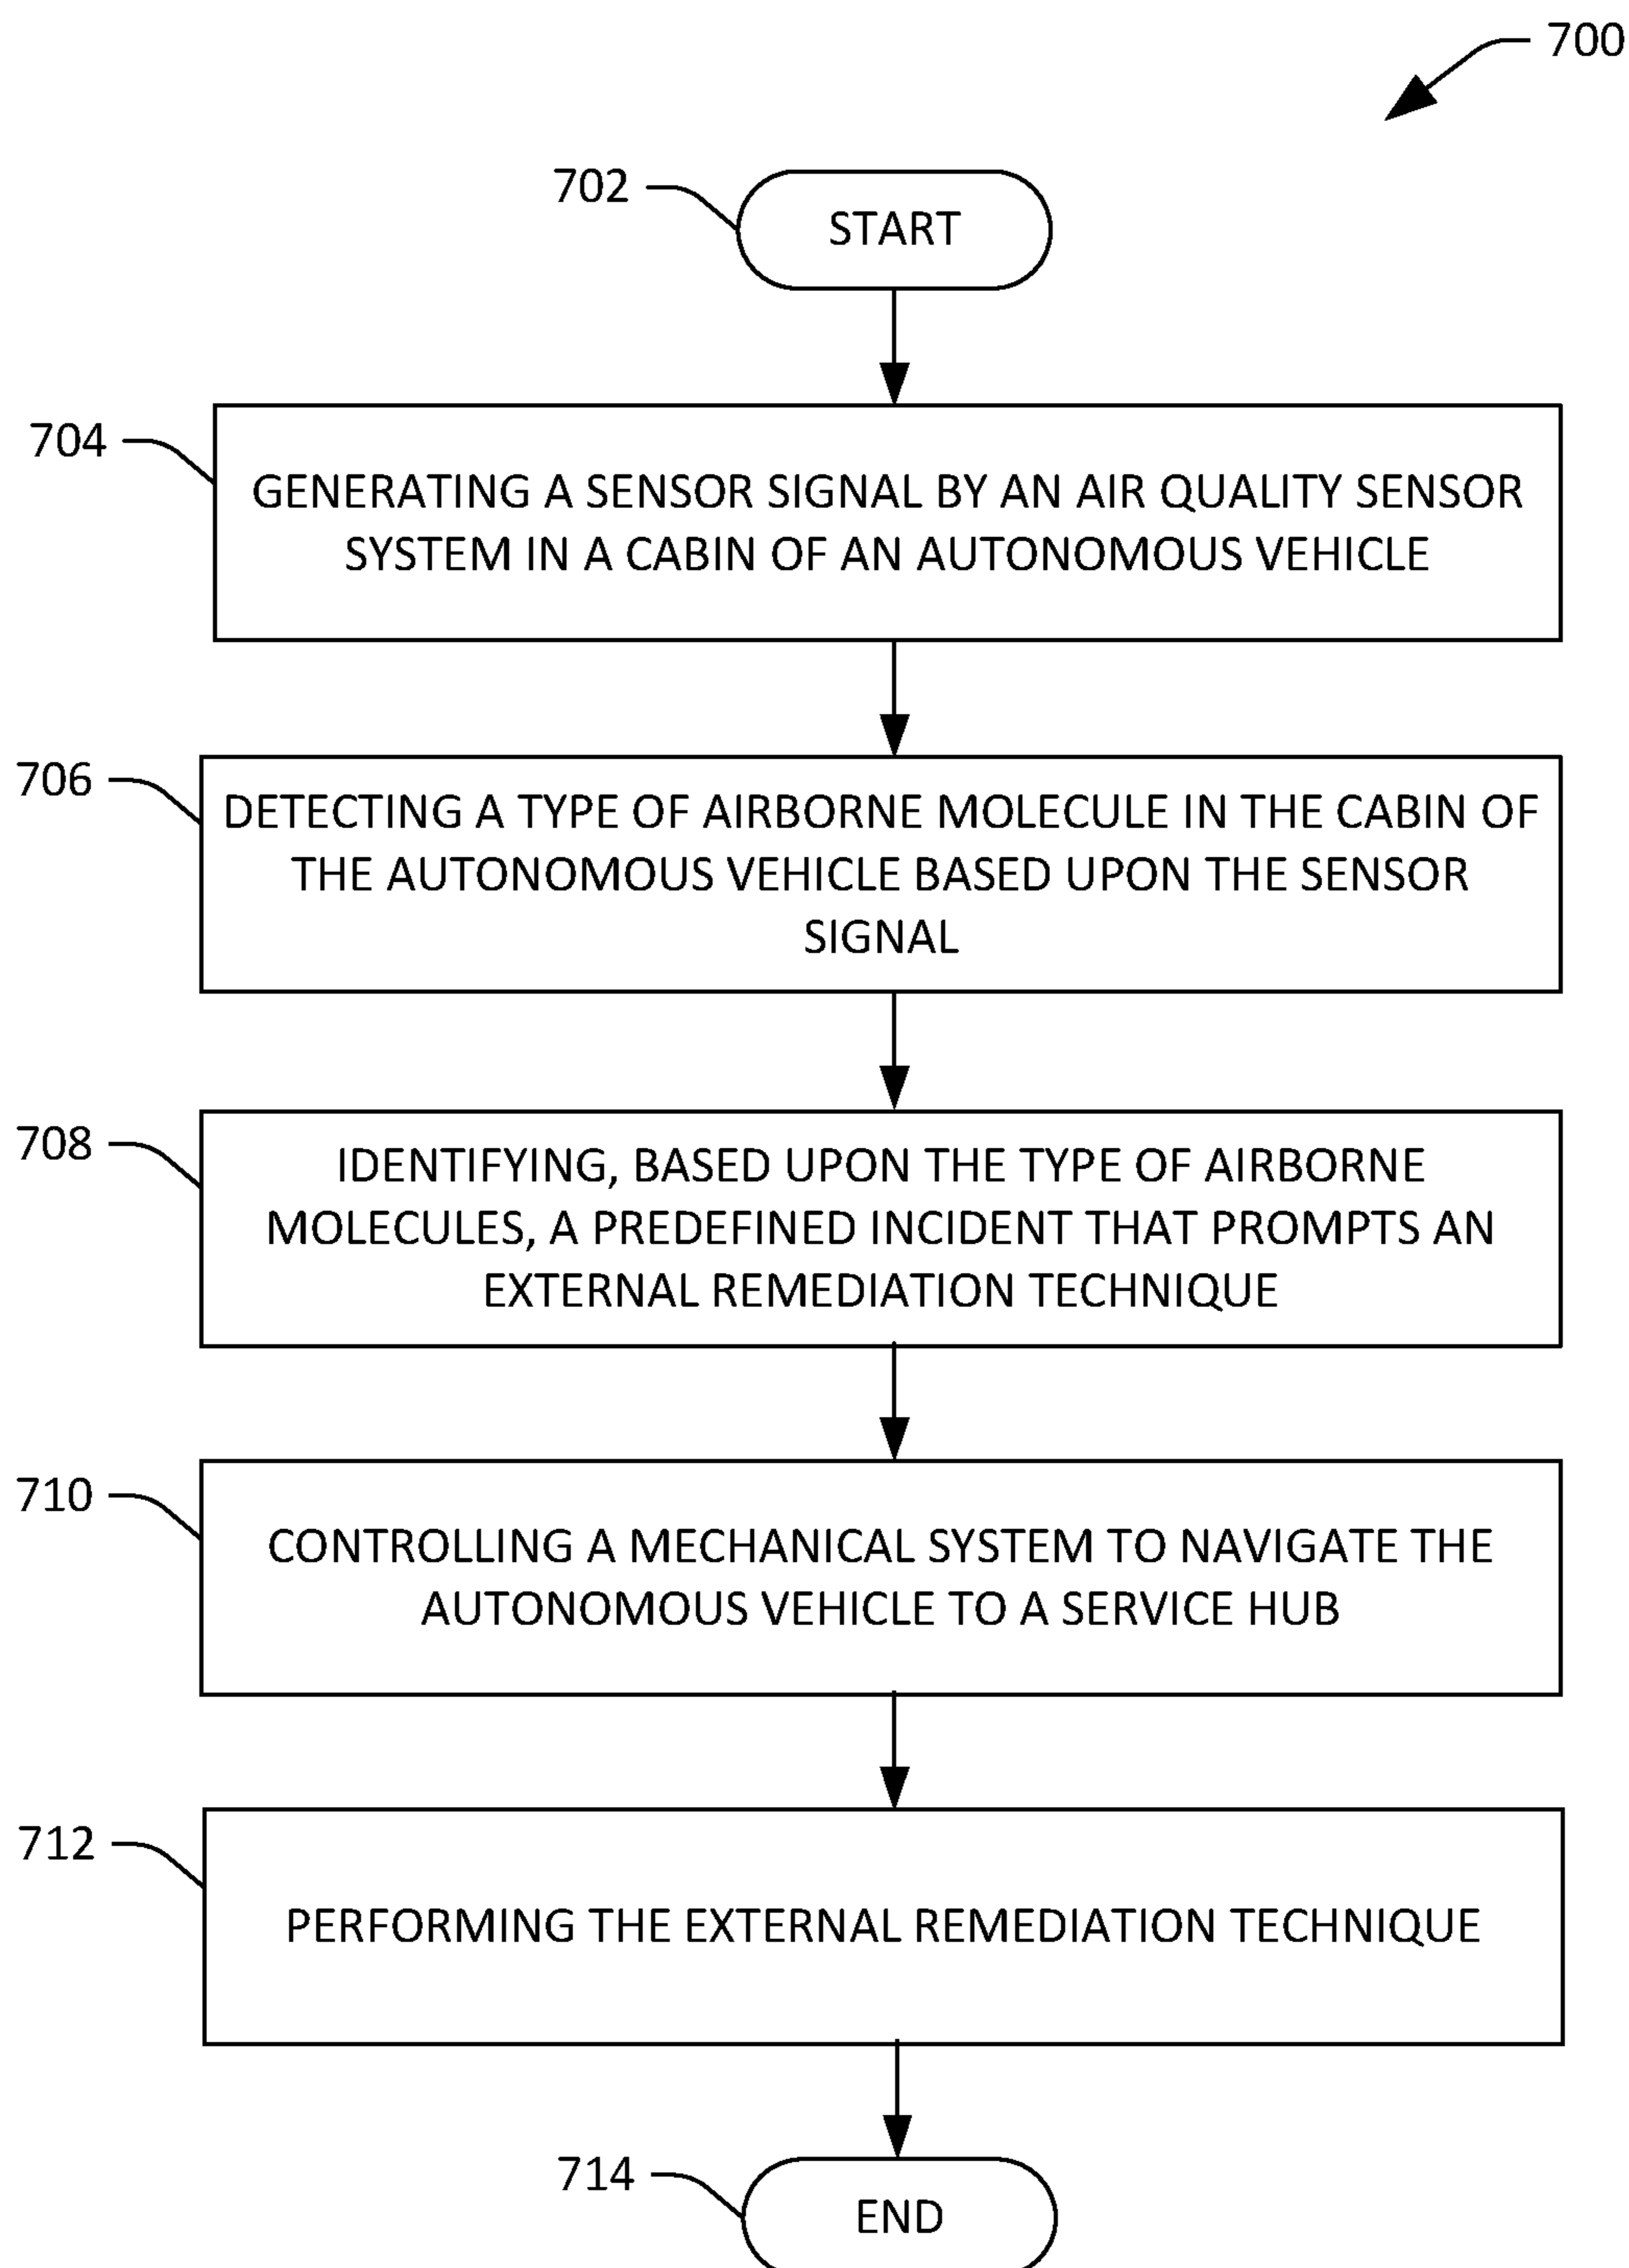 700
702
START
704
GENERATING A SENSOR SIGNAL BY AN AIR QUALITY SENSOR
SYSTEM IN A CABIN OF AN AUTONOMOUS VEHICLE
706
DETECTING A TYPE OF AIRBORNE MOLECULE IN THE CABIN OF
THE AUTONOMOUS VEHICLE BASED UPON THE SENSOR
SIGNAL
708
IDENTIFYING, BASED UPON THE TYPE OF AIRBORNE
MOLECULES, A PREDEFINED INCIDENT THAT PROMPTS AN
EXTERNAL REMEDIATION TECHNIQUE
710
CONTROLLING A MECHANICAL SYSTEM TO NAVIGATE THE
AUTONOMOUS VEHICLE TO A SERVICE HUB
712
PERFORMING THE EXTERNAL REMEDIATION TECHNIQUE
714
END